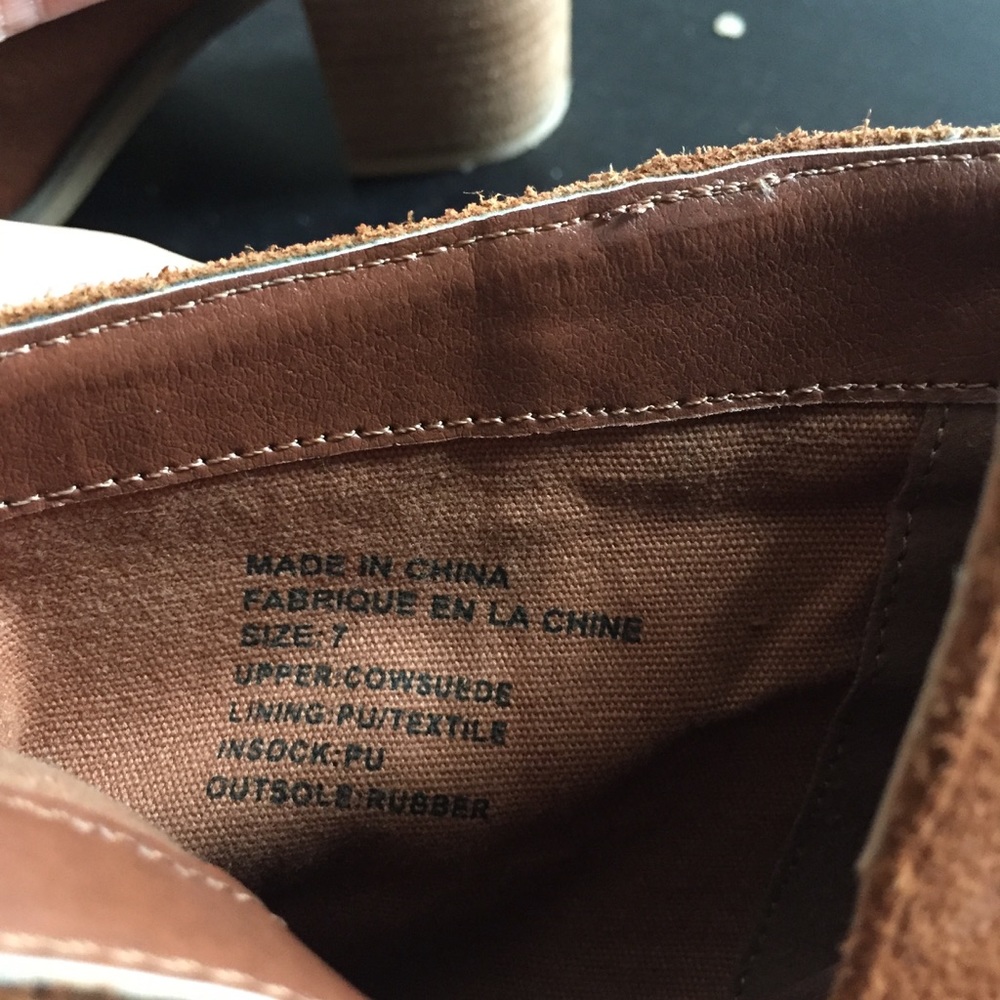 MADE IN CHINA
FABRIQUE EN LA CHINE
SIZE:7
UPPER:COWSUEDE
LINING:PU/TEXTILE
INSOCK:PU
OUTSOLE:RUBBER